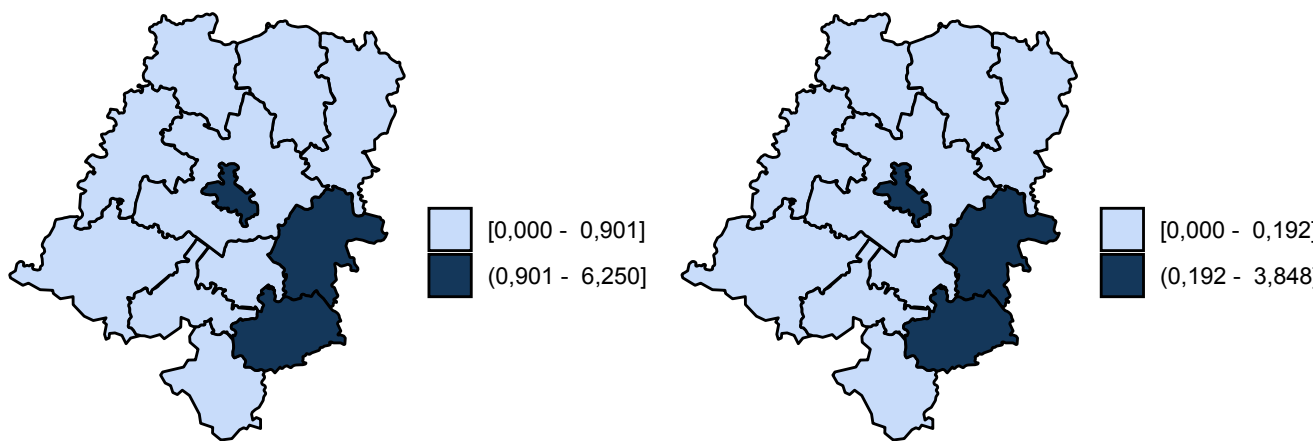 [0,000 - 0,901]
(0,901 - 6,250]
[0,000 - 0,192]
(0,192 - 3,848]